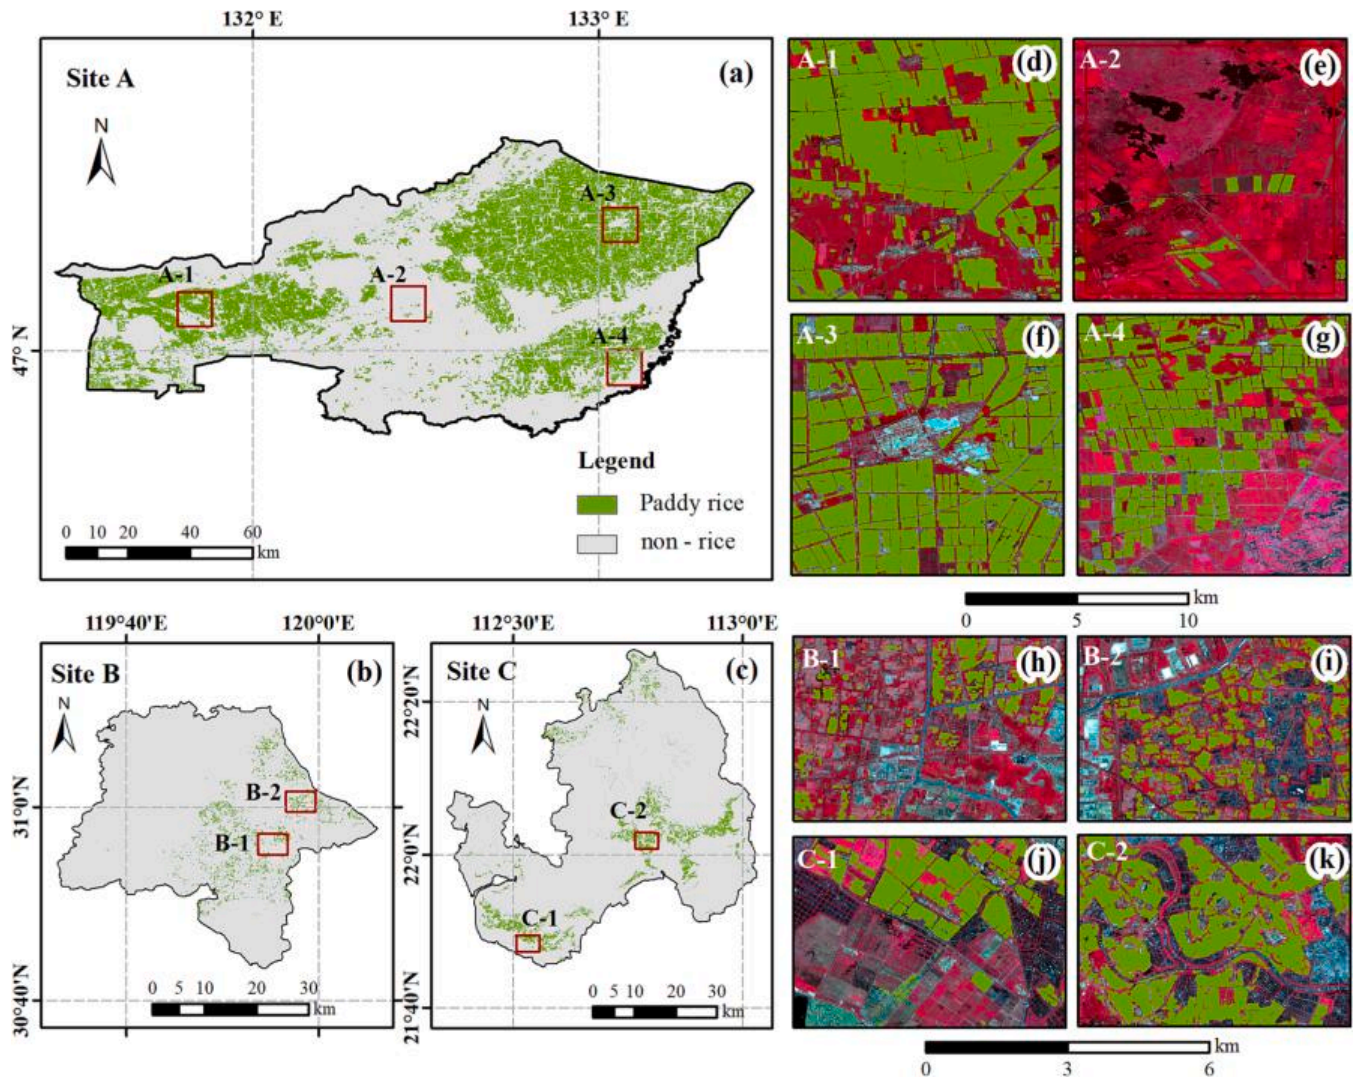 132° E 133° E
Site A (a)
N
A-3
A-1 A-2
A-4
47° N
Legend
Paddy rice
non - rice
0 10 20 40 60
km
A-1 (d) A-2 (e)
A-3 (f) A-4 (g)
km
0 5 10
119°40'E 120°0'E
Site B (b)
N
B-2
B-1
31°0'N
30°40'N
0 5 10 20 30
km
112°30'E 113°0'E
Site C (c)
N
C-2
C-1
22°20'N
22°0'N
21°40'N
0 5 10 20 30
km
B-1 (h) B-2 (i)
C-1 (j) C-2 (k)
km
0 3 6